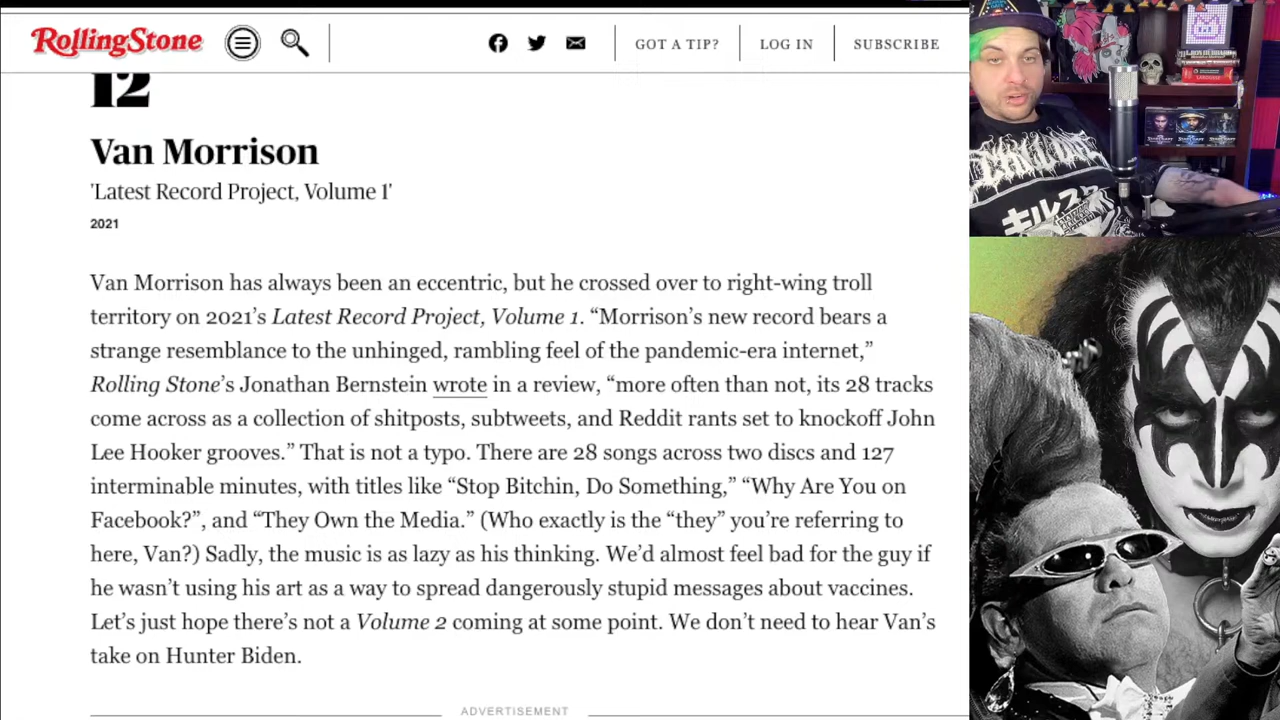 RollingStone
GOT A TIP?
LOG IN
SUBSCRIBE
12
Van Morrison
'Latest Record Project, Volume 1'
2021
Van Morrison has always been an eccentric, but he crossed over to right-wing troll
territory on 2021’s Latest Record Project, Volume 1. “Morrison’s new record bears a
strange resemblance to the unhinged, rambling feel of the pandemic-era internet,”
Rolling Stone’s Jonathan Bernstein wrote in a review, “more often than not, its 28 tracks
come across as a collection of shitposts, subtweets, and Reddit rants set to knockoff John
Lee Hooker grooves.” That is not a typo. There are 28 songs across two discs and 127
interminable minutes, with titles like “Stop Bitchin, Do Something,” “Why Are You on
Facebook?”, and “They Own the Media.” (Who exactly is the “they” you’re referring to
here, Van?) Sadly, the music is as lazy as his thinking. We’d almost feel bad for the guy if
he wasn’t using his art as a way to spread dangerously stupid messages about vaccines.
Let’s just hope there’s not a Volume 2 coming at some point. We don’t need to hear Van’s
take on Hunter Biden.
ADVERTISEMENT
キルスタ